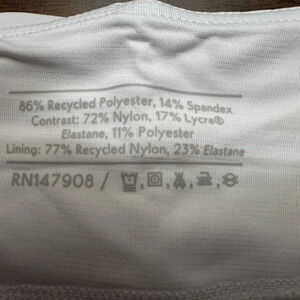 86% Recycled Polyester, 14% Spandex
Contrast: 72% Nylon, 17% Lycra®
Elastane, 11% Polyester
Lining: 77% Recycled Nylon, 23% Elastane
RN147908 /